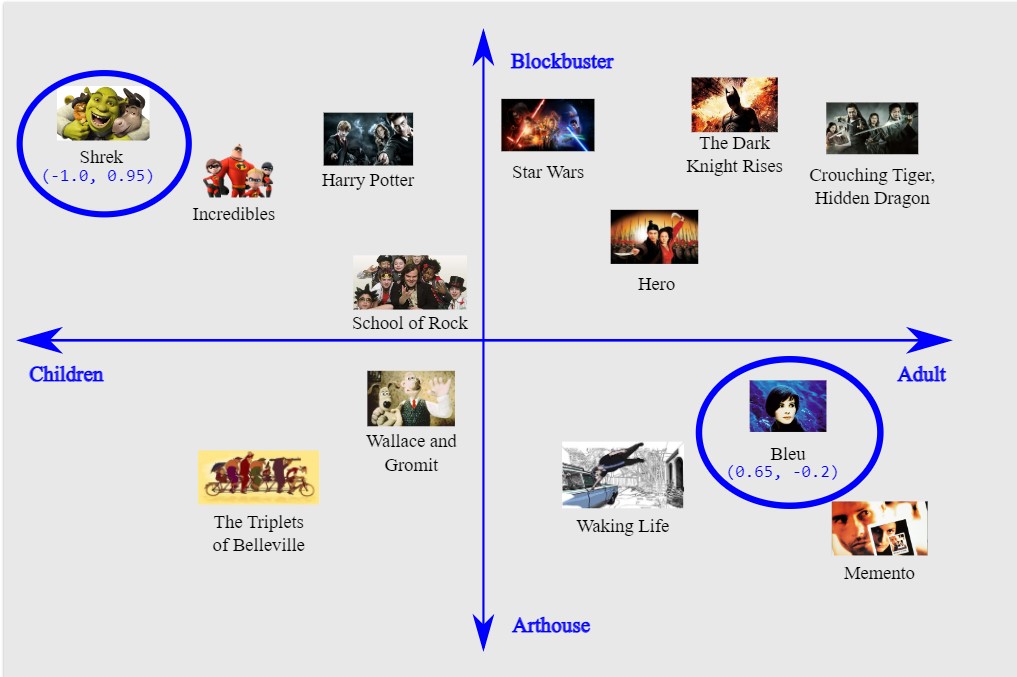 Blockbuster
Shrek
(-1.0, 0.95)
Incredibles
Harry Potter
Star Wars
The Dark
Knight Rises
Crouching Tiger,
Hidden Dragon
Hero
School of Rock
Children
Adult
Wallace and
Gromit
Bleu
(0.65, -0.2)
The Triplets
of Belleville
Waking Life
Memento
Arthouse